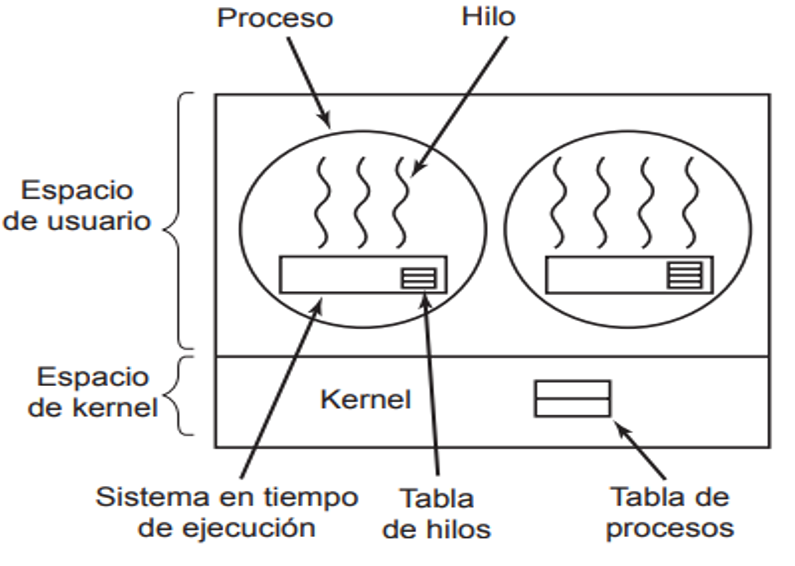 Proceso
Hilo
Espacio
de usuario
Espacio
de kernel
Kernel
Sistema en tiempo
de ejecución
Tabla
de hilos
Tabla de
procesos